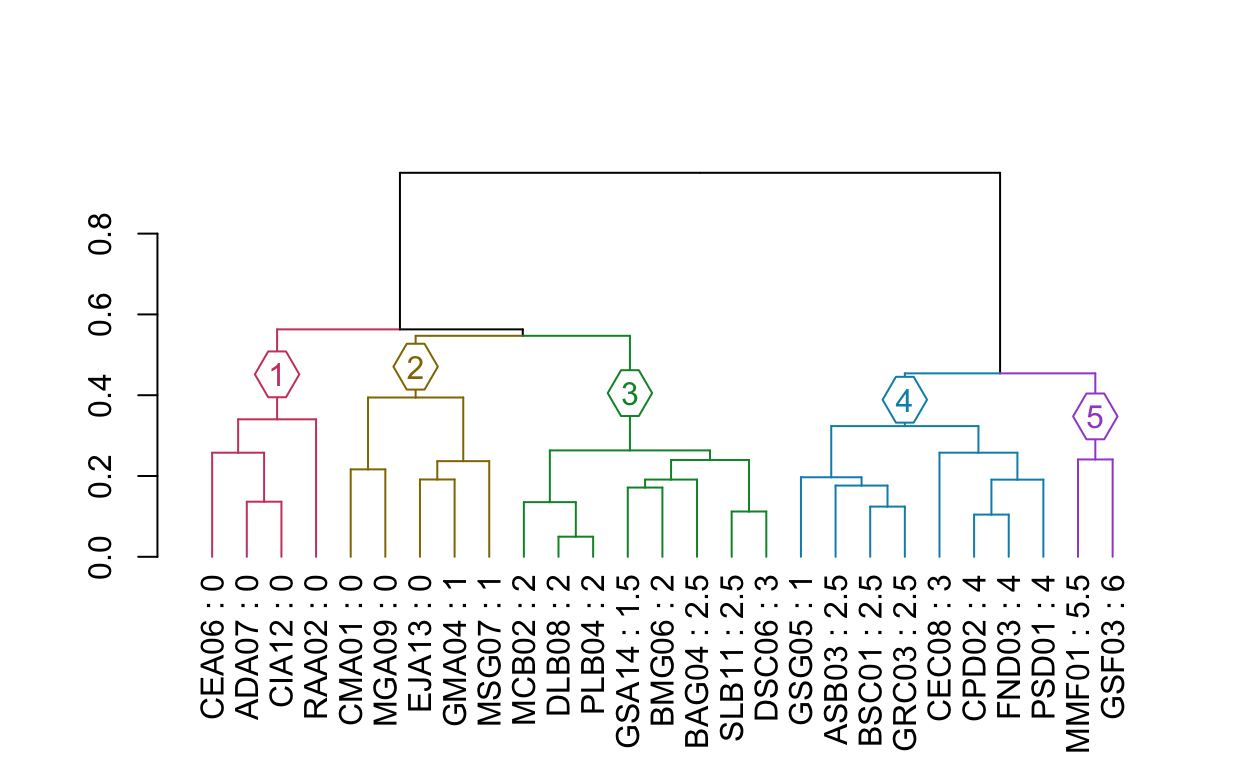 0.8
0.6
0.4
0.2
0.0
1
2
3
4
5
CEA06 : 0
ADA07 : 0
CIA12 : 0
RAA02 : 0
CMA01 : 0
MGA09 : 0
EJA13 : 0
GMA04 : 1
MSG07 : 1
MCB02 : 2
DLB08 : 2
PLB04 : 2
GSA14 : 1.5
BMG06 : 2
BAG04 : 2.5
SLB11 : 2.5
DSC06 : 3
GSG05 : 1
ASB03 : 2.5
BSC01 : 2.5
GRC03 : 2.5
CEC08 : 3
CPD02 : 4
FND03 : 4
PSD01 : 4
MMF01 : 5.5
GSF03 : 6